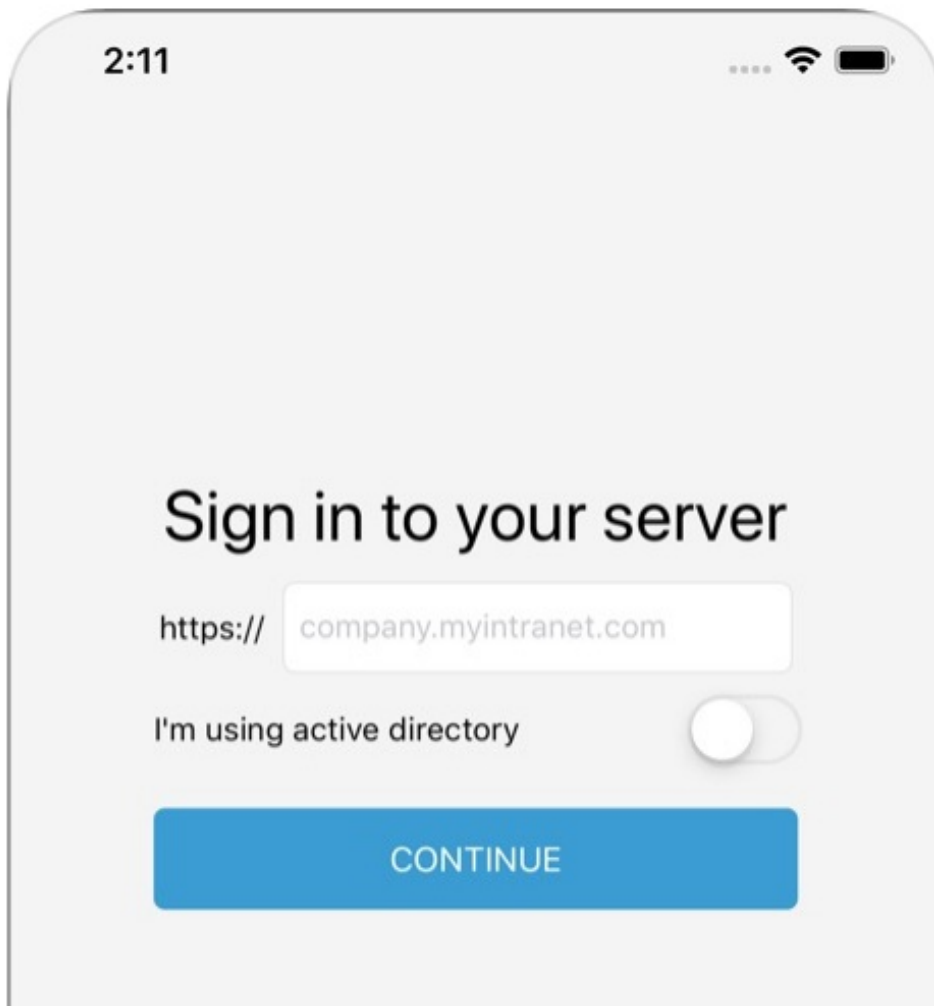 2:11
Sign in to your server
https:// company.myintranet.com
I'm using active directory
CONTINUE